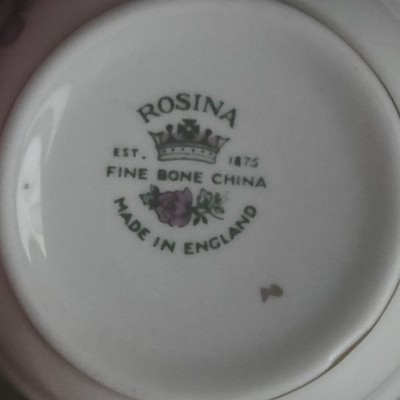 ROSINA
EST. 1875
FINE BONE CHINA
MADE IN ENGLAND